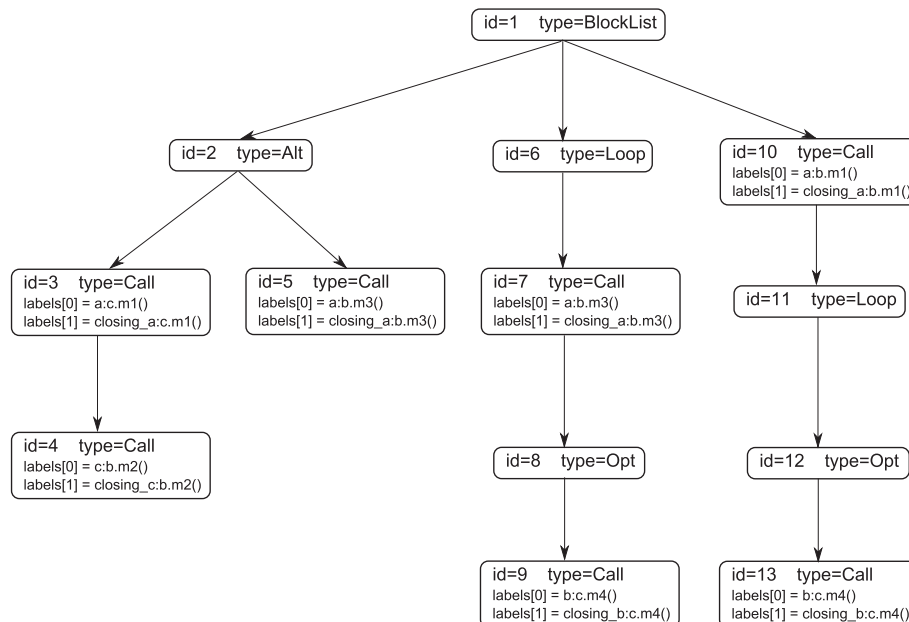 id=1 type=BlockList
id=2 type=Alt
id=6 type=Loop
id=10 type=Call
labels[0] = a:b.m1()
labels[1] = closing_a:b.m1()
id=3 type=Call
labels[0] = a:c.m1()
labels[1] = closing_a:c.m1()
id=5 type=Call
labels[0] = a:b.m3()
labels[1] = closing_a:b.m3()
id=7 type=Call
labels[0] = a:b.m3()
labels[1] = closing_a:b.m3()
id=11 type=Loop
id=4 type=Call
labels[0] = c:b.m2()
labels[1] = closing_c:b.m2()
id=8 type=Opt
id=12 type=Opt
id=9 type=Call
labels[0] = b:c.m4()
labels[1] = closing_b:c.m4()
id=13 type=Call
labels[0] = b:c.m4()
labels[1] = closing_b:c.m4()